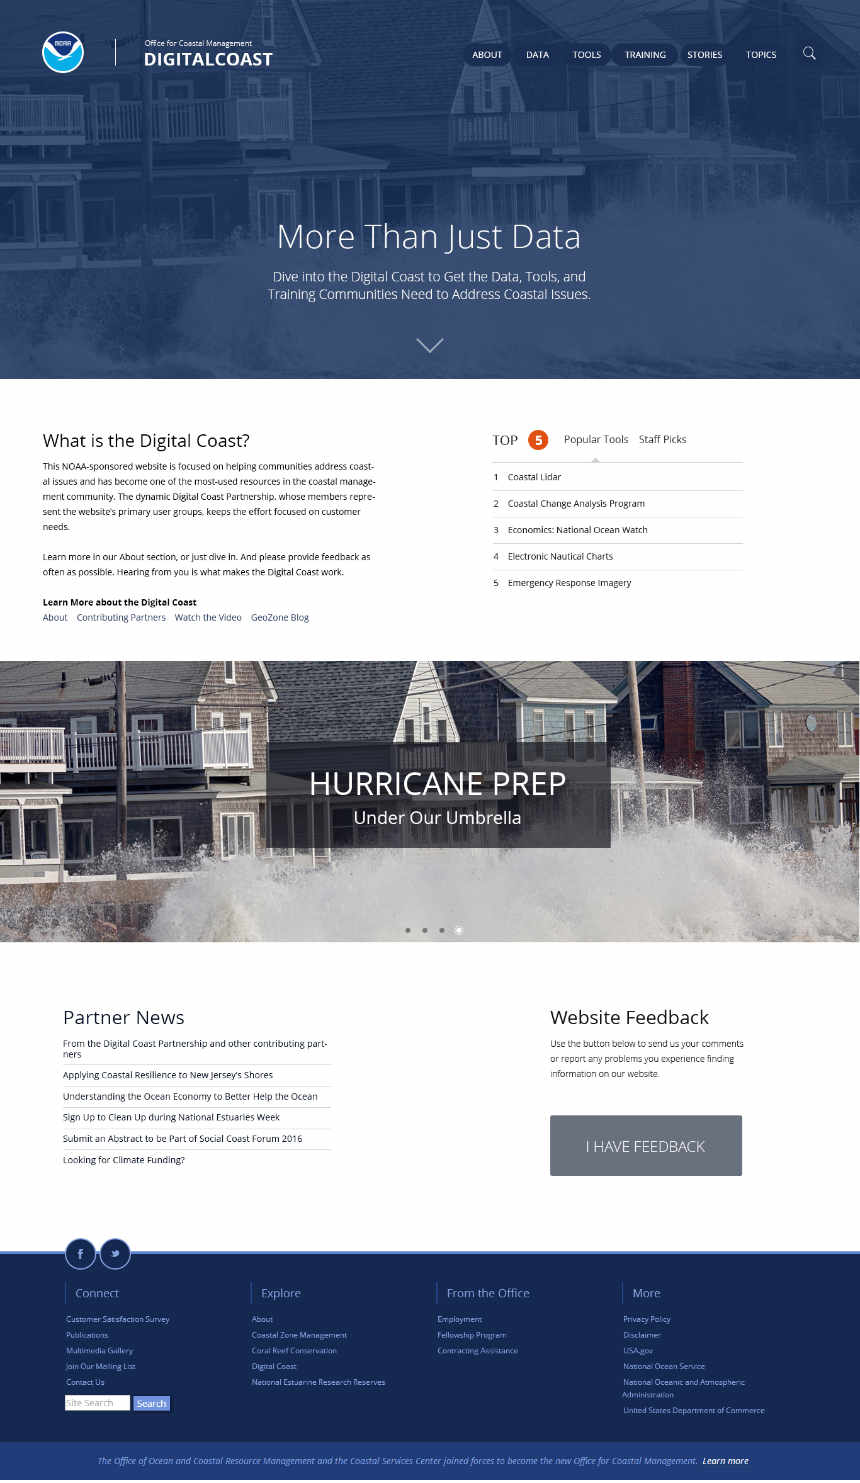 NOAA
Office for Coastal Management
DIGITALCOAST
ABOUT DATA TOOLS TRAINING STORIES TOPICS
More Than Just Data
Dive into the Digital Coast to Get the Data, Tools, and
Training Communities Need to Address Coastal Issues.
What is the Digital Coast?
This NOAA-sponsored website is focused on helping communities address coast-
al issues and has become one of the most-used resources in the coastal manage-
ment community. The dynamic Digital Coast Partnership, whose members repre-
sent the website's primary user groups, keeps the effort focused on customer
needs.
Learn more in our About section, or just dive in. And please provide feedback as
often as possible. Hearing from you is what makes the Digital Coast work.
Learn More about the Digital Coast
About Contributing Partners Watch the Video GeoZone Blog
TOP 5 Popular Tools Staff Picks
1 Coastal Lidar
2 Coastal Change Analysis Program
3 Economics: National Ocean Watch
4 Electronic Nautical Charts
5 Emergency Response Imagery
HURRICANE PREP
Under Our Umbrella
Partner News
From the Digital Coast Partnership and other contributing part-
ners
Applying Coastal Resilience to New Jersey's Shores
Understanding the Ocean Economy to Better Help the Ocean
Sign Up to Clean Up during National Estuaries Week
Submit an Abstract to be Part of Social Coast Forum 2016
Looking for Climate Funding?
Website Feedback
Use the button below to send us your comments
or report any problems you experience finding
information on our website.
I HAVE FEEDBACK
Connect
Customer Satisfaction Survey
Publications
Multimedia Gallery
Join Our Mailing List
Contact Us
Site Search Search
Explore
About
Coastal Zone Management
Coral Reef Conservation
Digital Coast
National Estuarine Research Reserves
From the Office
Employment
Fellowship Program
Contracting Assistance
More
Privacy Policy
Disclaimer
USA.gov
National Ocean Service
National Oceanic and Atmospheric
Administration
United States Department of Commerce
The Office of Ocean and Coastal Resource Management and the Coastal Services Center joined forces to become the new Office for Coastal Management. Learn more